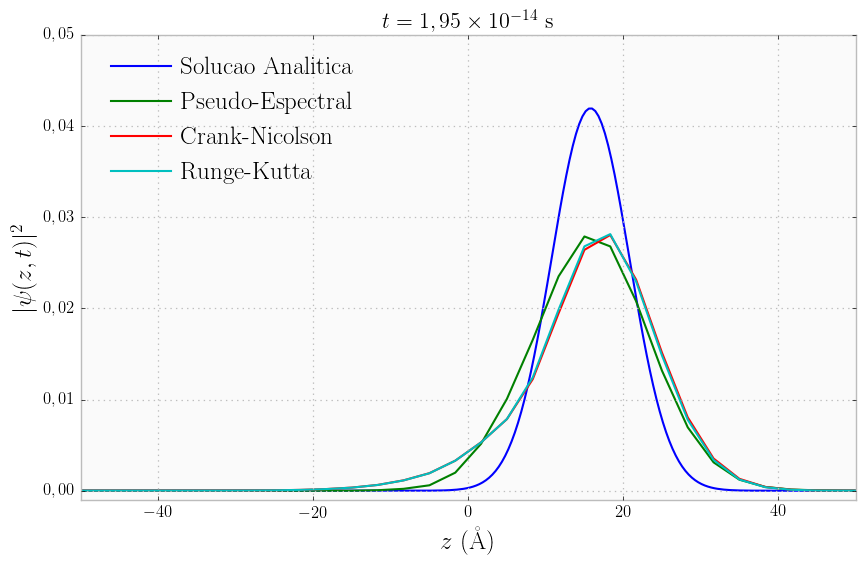 t = 1,95 × 10⁻¹⁴ s
0,05
0,04
0,03
0,02
0,01
0,00
|ψ(z, t)|²
Solucao Analitica
Pseudo-Espectral
Crank-Nicolson
Runge-Kutta
−40 −20 0 20 40
z (Å)